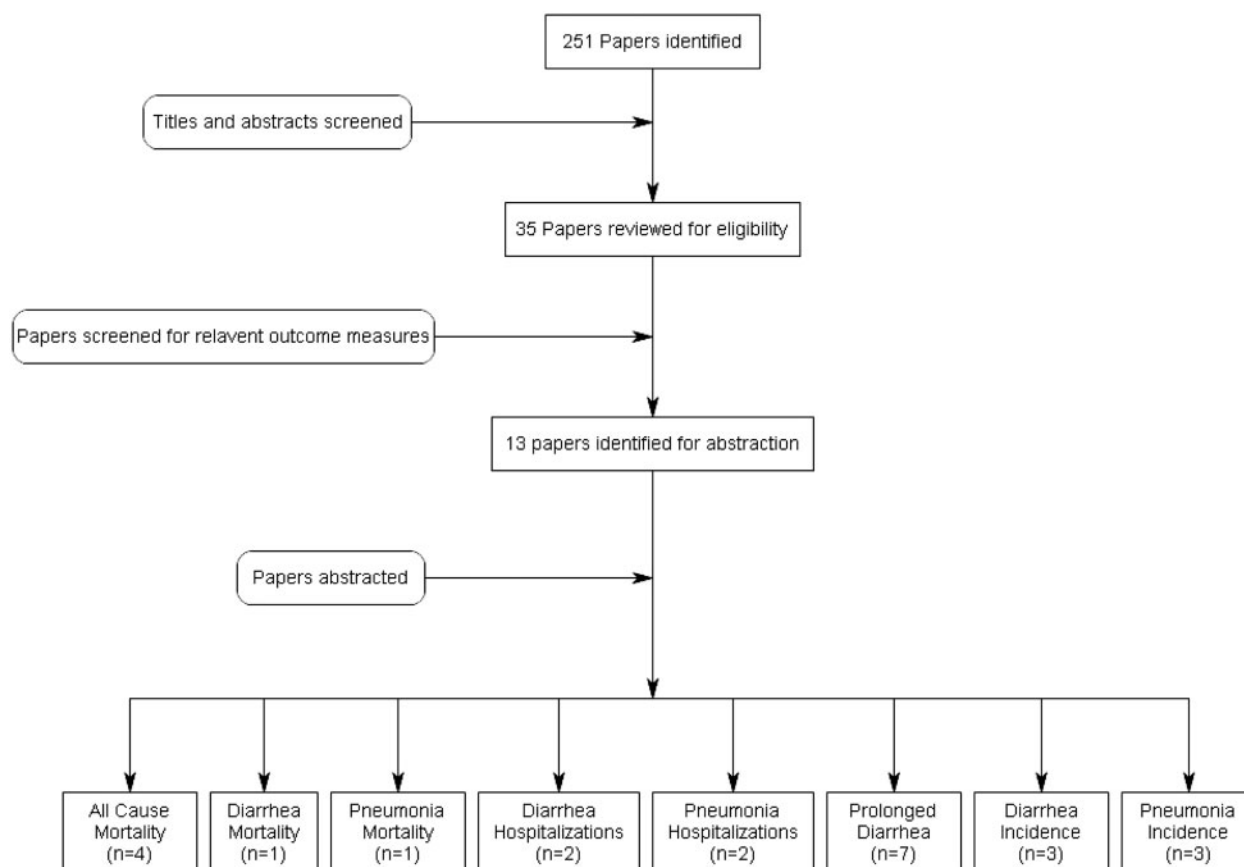 251 Papers identified
Titles and abstracts screened
35 Papers reviewed for eligibility
Papers screened for relavent outcome measures
13 papers identified for abstraction
Papers abstracted
All Cause
Mortality
(n=4)
Diarrhea
Mortality
(n=1)
Pneumonia
Mortality
(n=1)
Diarrhea
Hospitalizations
(n=2)
Pneumonia
Hospitalizations
(n=2)
Prolonged
Diarrhea
(n=7)
Diarrhea
Incidence
(n=3)
Pneumonia
Incidence
(n=3)